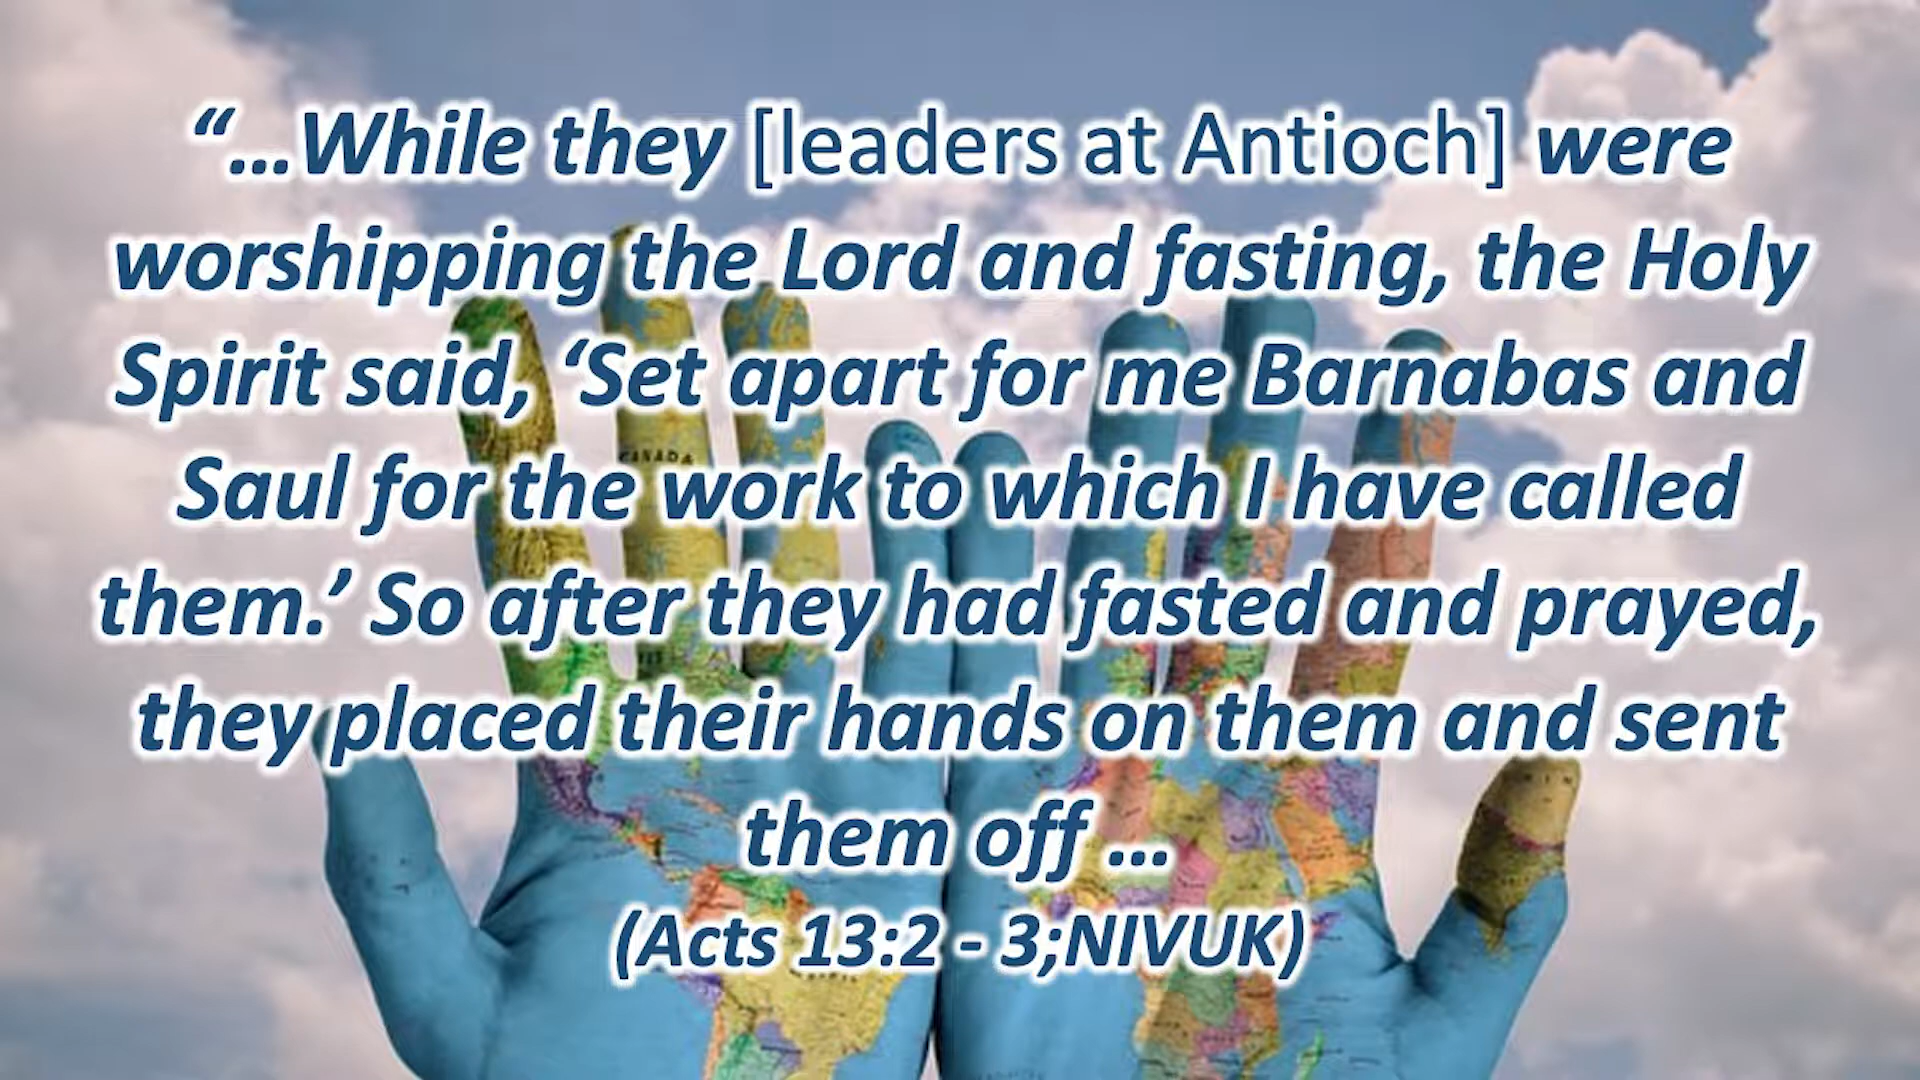 “...While they [leaders at Antioch] were
worshipping the Lord and fasting, the Holy
Spirit said, ‘Set apart for me Barnabas and
Saul for the work to which I have called
them.’ So after they had fasted and prayed,
they placed their hands on them and sent
them off ...
(Acts 13:2 - 3;NIVUK)
CANADA